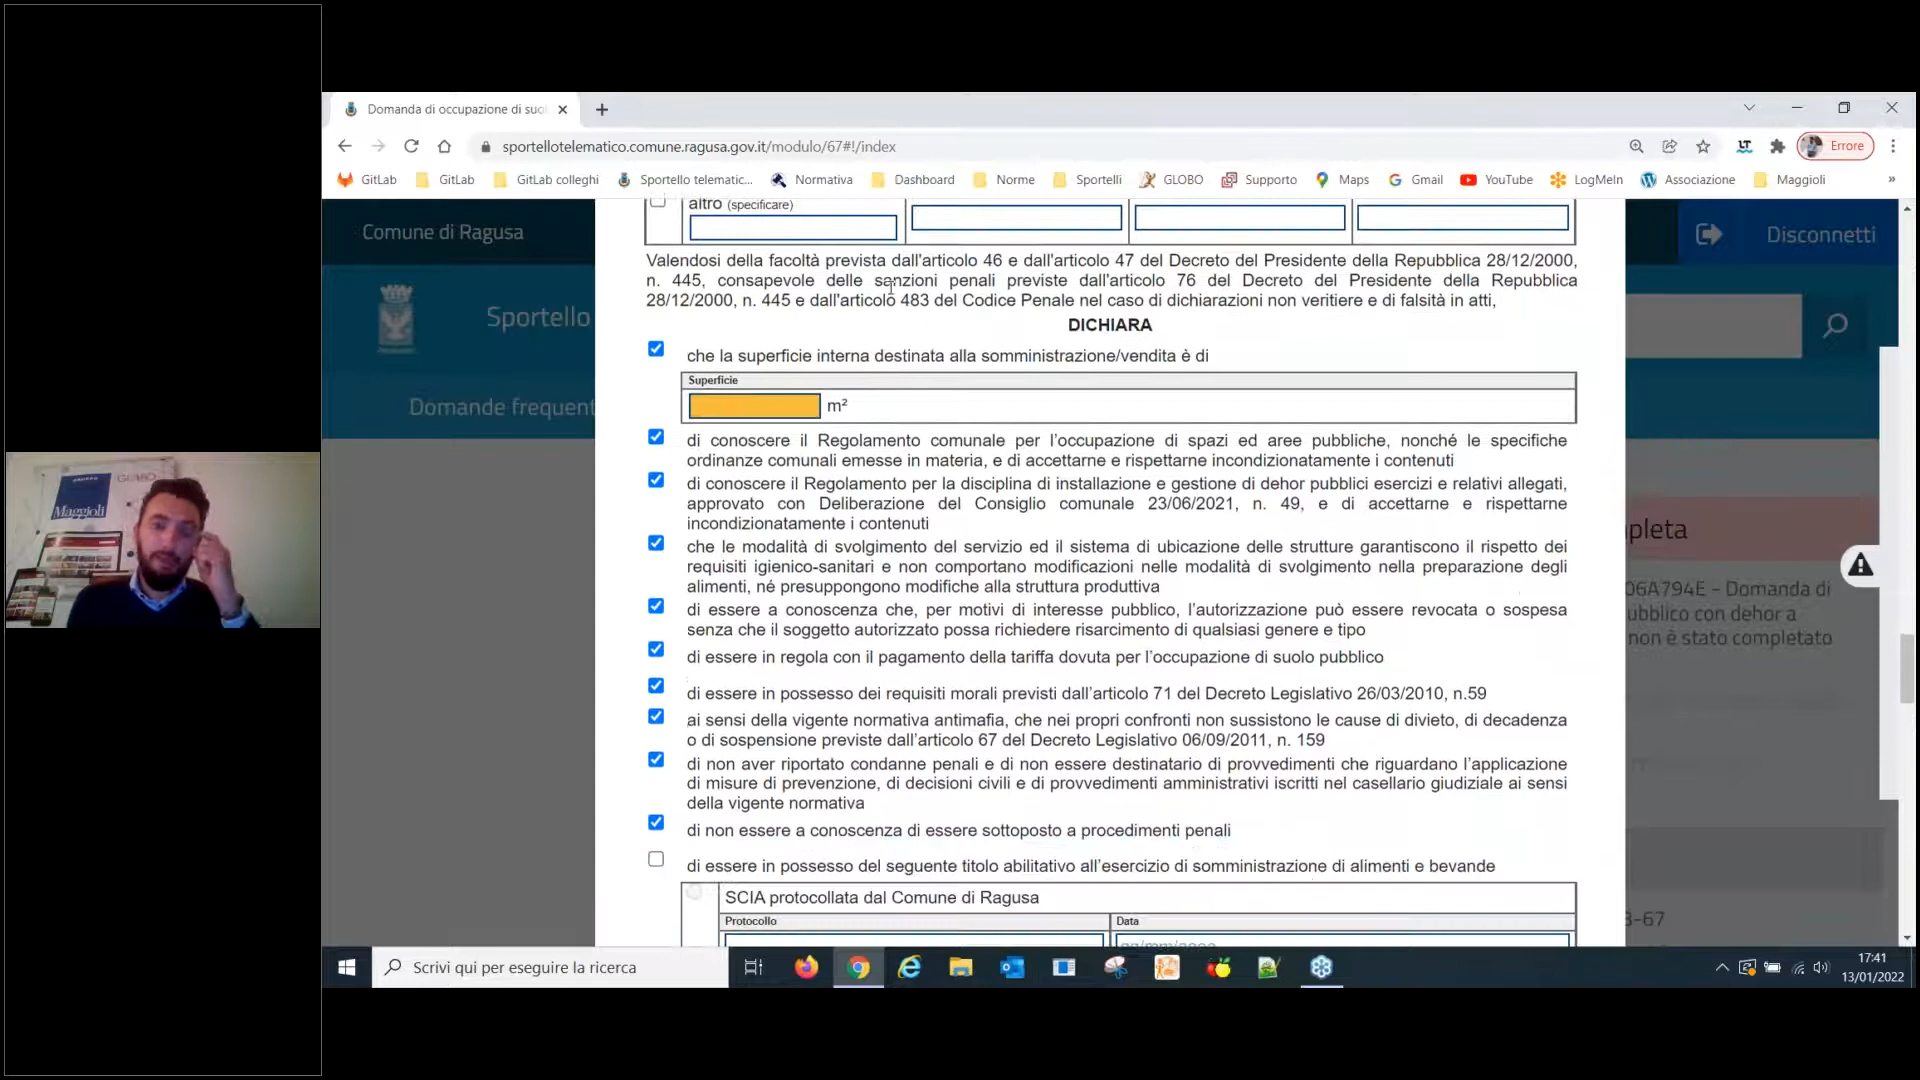 Domanda di occupazione di suo
sportellotelematico.comune.ragusa.gov.it/modulo/67#!/index
Errore
GitLab
GitLab
GitLab colleghi
Sportello telematic...
Normativa
Dashboard
Norme
Sportelli
GLOBO
Supporto
Maps
Gmail
YouTube
LogMeIn
Associazione
Maggioli
»
Comune di Ragusa
Disconnetti
Sportello
Domande frequent
altro (specificare)
Valendosi della facoltà prevista dall'articolo 46 e dall'articolo 47 del Decreto del Presidente della Repubblica 28/12/2000,
n. 445, consapevole delle sanzioni penali previste dall'articolo 76 del Decreto del Presidente della Repubblica
28/12/2000, n. 445 e dall'articolo 483 del Codice Penale nel caso di dichiarazioni non veritiere e di falsità in atti,
DICHIARA
che la superficie interna destinata alla somministrazione/vendita è di
Superficie
m²
di conoscere il Regolamento comunale per l’occupazione di spazi ed aree pubbliche, nonché le specifiche
ordinanze comunali emesse in materia, e di accettarne e rispettarne incondizionatamente i contenuti
di conoscere il Regolamento per la disciplina di installazione e gestione di dehor pubblici esercizi e relativi allegati,
approvato con Deliberazione del Consiglio comunale 23/06/2021, n. 49, e di accettarne e rispettarne
incondizionatamente i contenuti
che le modalità di svolgimento del servizio ed il sistema di ubicazione delle strutture garantiscono il rispetto dei
requisiti igienico-sanitari e non comportano modificazioni nelle modalità di svolgimento nella preparazione degli
alimenti, né presuppongono modifiche alla struttura produttiva
di essere a conoscenza che, per motivi di interesse pubblico, l’autorizzazione può essere revocata o sospesa
senza che il soggetto autorizzato possa richiedere risarcimento di qualsiasi genere e tipo
di essere in regola con il pagamento della tariffa dovuta per l’occupazione di suolo pubblico
di essere in possesso dei requisiti morali previsti dall’articolo 71 del Decreto Legislativo 26/03/2010, n.59
ai sensi della vigente normativa antimafia, che nei propri confronti non sussistono le cause di divieto, di decadenza
o di sospensione previste dall’articolo 67 del Decreto Legislativo 06/09/2011, n. 159
di non aver riportato condanne penali e di non essere destinatario di provvedimenti che riguardano l’applicazione
di misure di prevenzione, di decisioni civili e di provvedimenti amministrativi iscritti nel casellario giudiziale ai sensi
della vigente normativa
di non essere a conoscenza di essere sottoposto a procedimenti penali
di essere in possesso del seguente titolo abilitativo all’esercizio di somministrazione di alimenti e bevande
SCIA protocollata dal Comune di Ragusa
Protocollo
Data
gg/mm/aaaa
pleta
06A794E - Domanda di
ubblico con dehor a
non è stato completato
3-67
Maggioli
GLOBO
Scrivi qui per eseguire la ricerca
17:41
13/01/2022